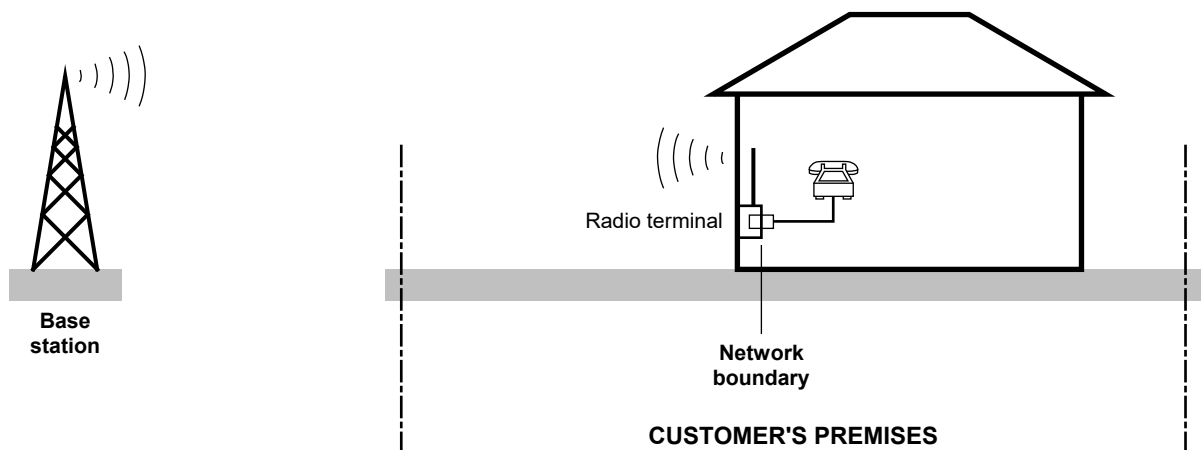 Radio terminal
Base
station
Network
boundary
CUSTOMER'S PREMISES